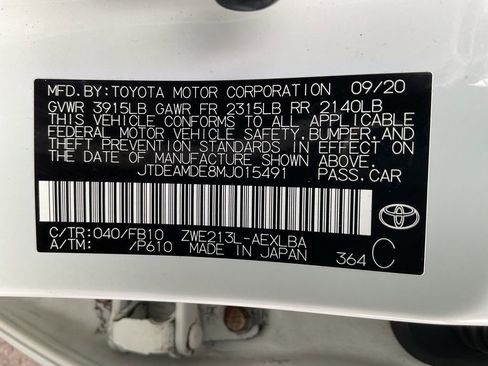 MFD. BY: TOYOTA MOTOR CORPORATION 09/20
GVWR 3915LB GAWR FR 2315LB RR 2140LB
THIS VEHICLE CONFORMS TO ALL APPLICABLE
FEDERAL MOTOR VEHICLE SAFETY, BUMPER, AND
THEFT PREVENTION STANDARDS IN EFFECT ON
THE DATE OF MANUFACTURE SHOWN ABOVE.
JTDEAMDE8MJ015491 PASS.CAR
C/TR: 040/FB10 ZWE213L-AEXLBA
A/TM: /P610 MADE IN JAPAN 364 C
TOYOTA